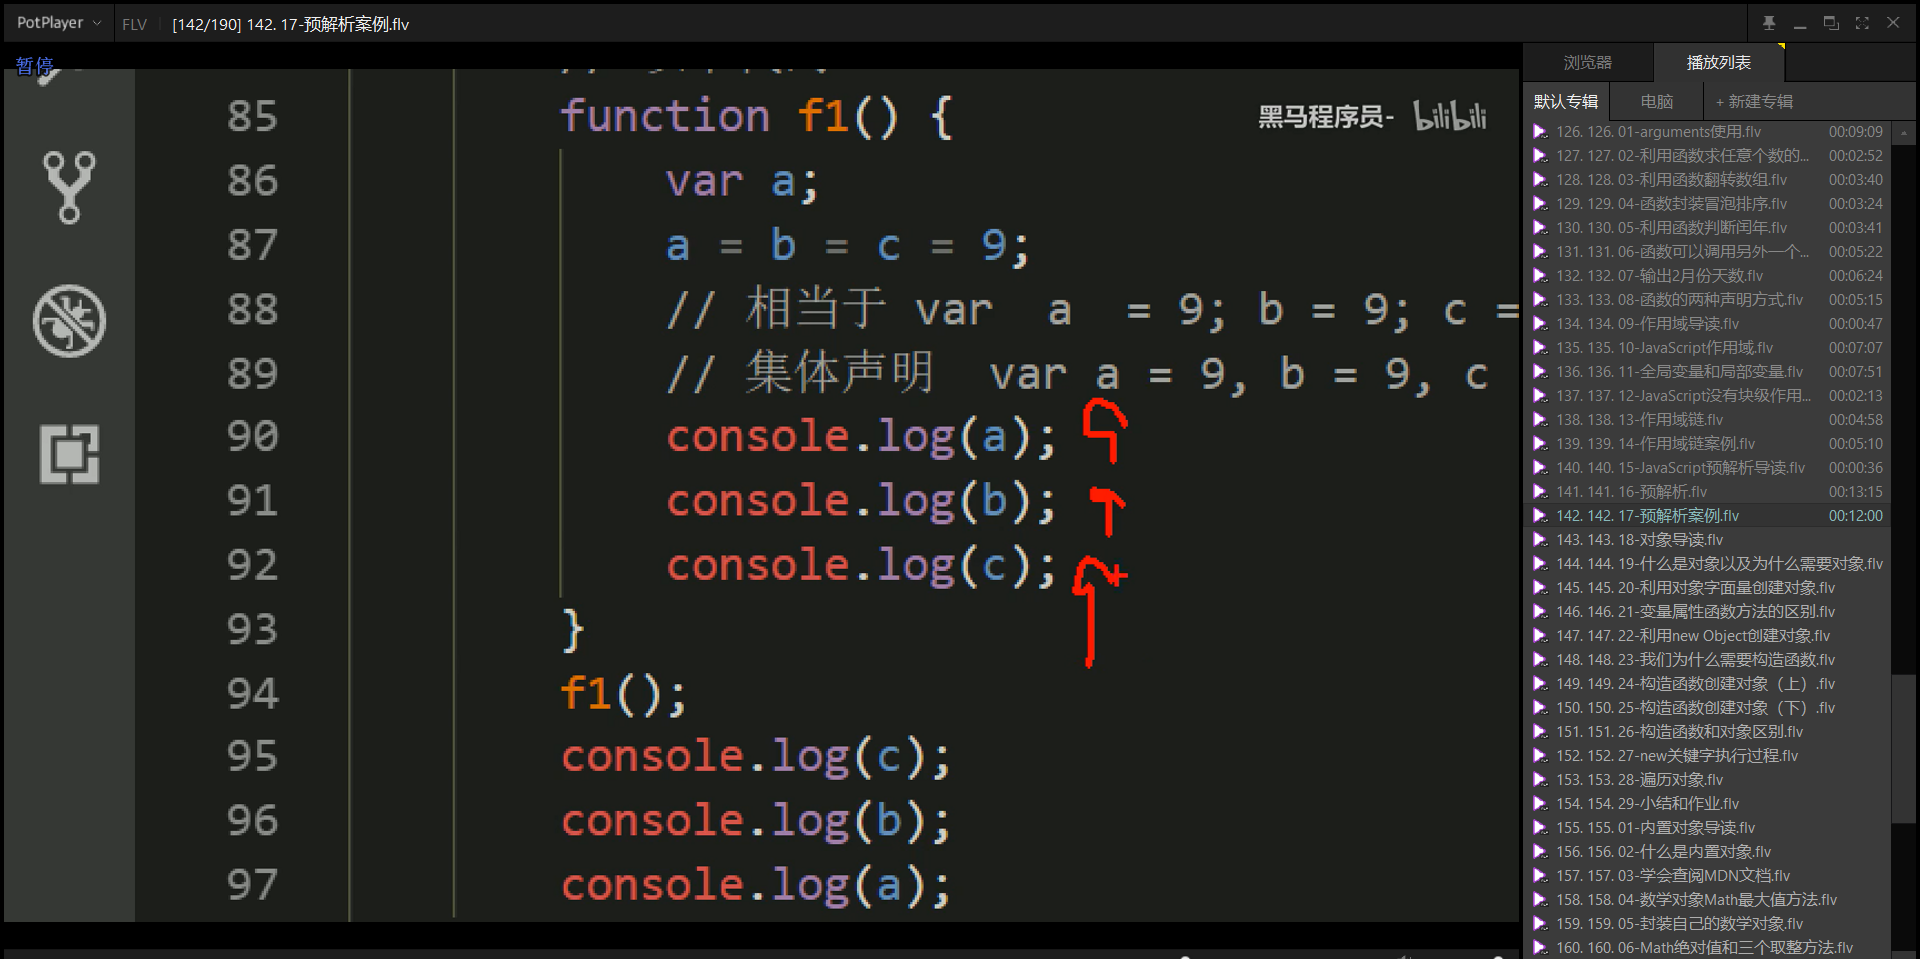 PotPlayer
FLV
[142/190] 142. 17-预解析案例.flv
暂停
浏览器
播放列表
默认专辑
电脑
+ 新建专辑
黑马程序员- bilibili
85 function f1() {
86 var a;
87 a = b = c = 9;
88 // 相当于 var a = 9; b = 9; c =
89 // 集体声明 var a = 9, b = 9, c
90 console.log(a);
91 console.log(b);
92 console.log(c);
93 }
94 f1();
95 console.log(c);
96 console.log(b);
97 console.log(a);
126. 126. 01-arguments使用.flv 00:09:09
127. 127. 02-利用函数求任意个数的... 00:02:52
128. 128. 03-利用函数翻转数组.flv 00:03:40
129. 129. 04-函数封装冒泡排序.flv 00:03:24
130. 130. 05-利用函数判断闰年.flv 00:03:41
131. 131. 06-函数可以调用另外一个... 00:05:22
132. 132. 07-输出2月份天数.flv 00:06:24
133. 133. 08-函数的两种声明方式.flv 00:05:15
134. 134. 09-作用域导读.flv 00:00:47
135. 135. 10-JavaScript作用域.flv 00:07:07
136. 136. 11-全局变量和局部变量.flv 00:07:51
137. 137. 12-JavaScript没有块级作用... 00:02:13
138. 138. 13-作用域链.flv 00:04:58
139. 139. 14-作用域链案例.flv 00:05:10
140. 140. 15-JavaScript预解析导读.flv 00:00:36
141. 141. 16-预解析.flv 00:13:15
142. 142. 17-预解析案例.flv 00:12:00
143. 143. 18-对象导读.flv
144. 144. 19-什么是对象以及为什么需要对象.flv
145. 145. 20-利用对象字面量创建对象.flv
146. 146. 21-变量属性函数方法的区别.flv
147. 147. 22-利用new Object创建对象.flv
148. 148. 23-我们为什么需要构造函数.flv
149. 149. 24-构造函数创建对象（上）.flv
150. 150. 25-构造函数创建对象（下）.flv
151. 151. 26-构造函数和对象区别.flv
152. 152. 27-new关键字执行过程.flv
153. 153. 28-遍历对象.flv
154. 154. 29-小结和作业.flv
155. 155. 01-内置对象导读.flv
156. 156. 02-什么是内置对象.flv
157. 157. 03-学会查阅MDN文档.flv
158. 158. 04-数学对象Math最大值方法.flv
159. 159. 05-封装自己的数学对象.flv
160. 160. 06-Math绝对值和三个取整方法.flv